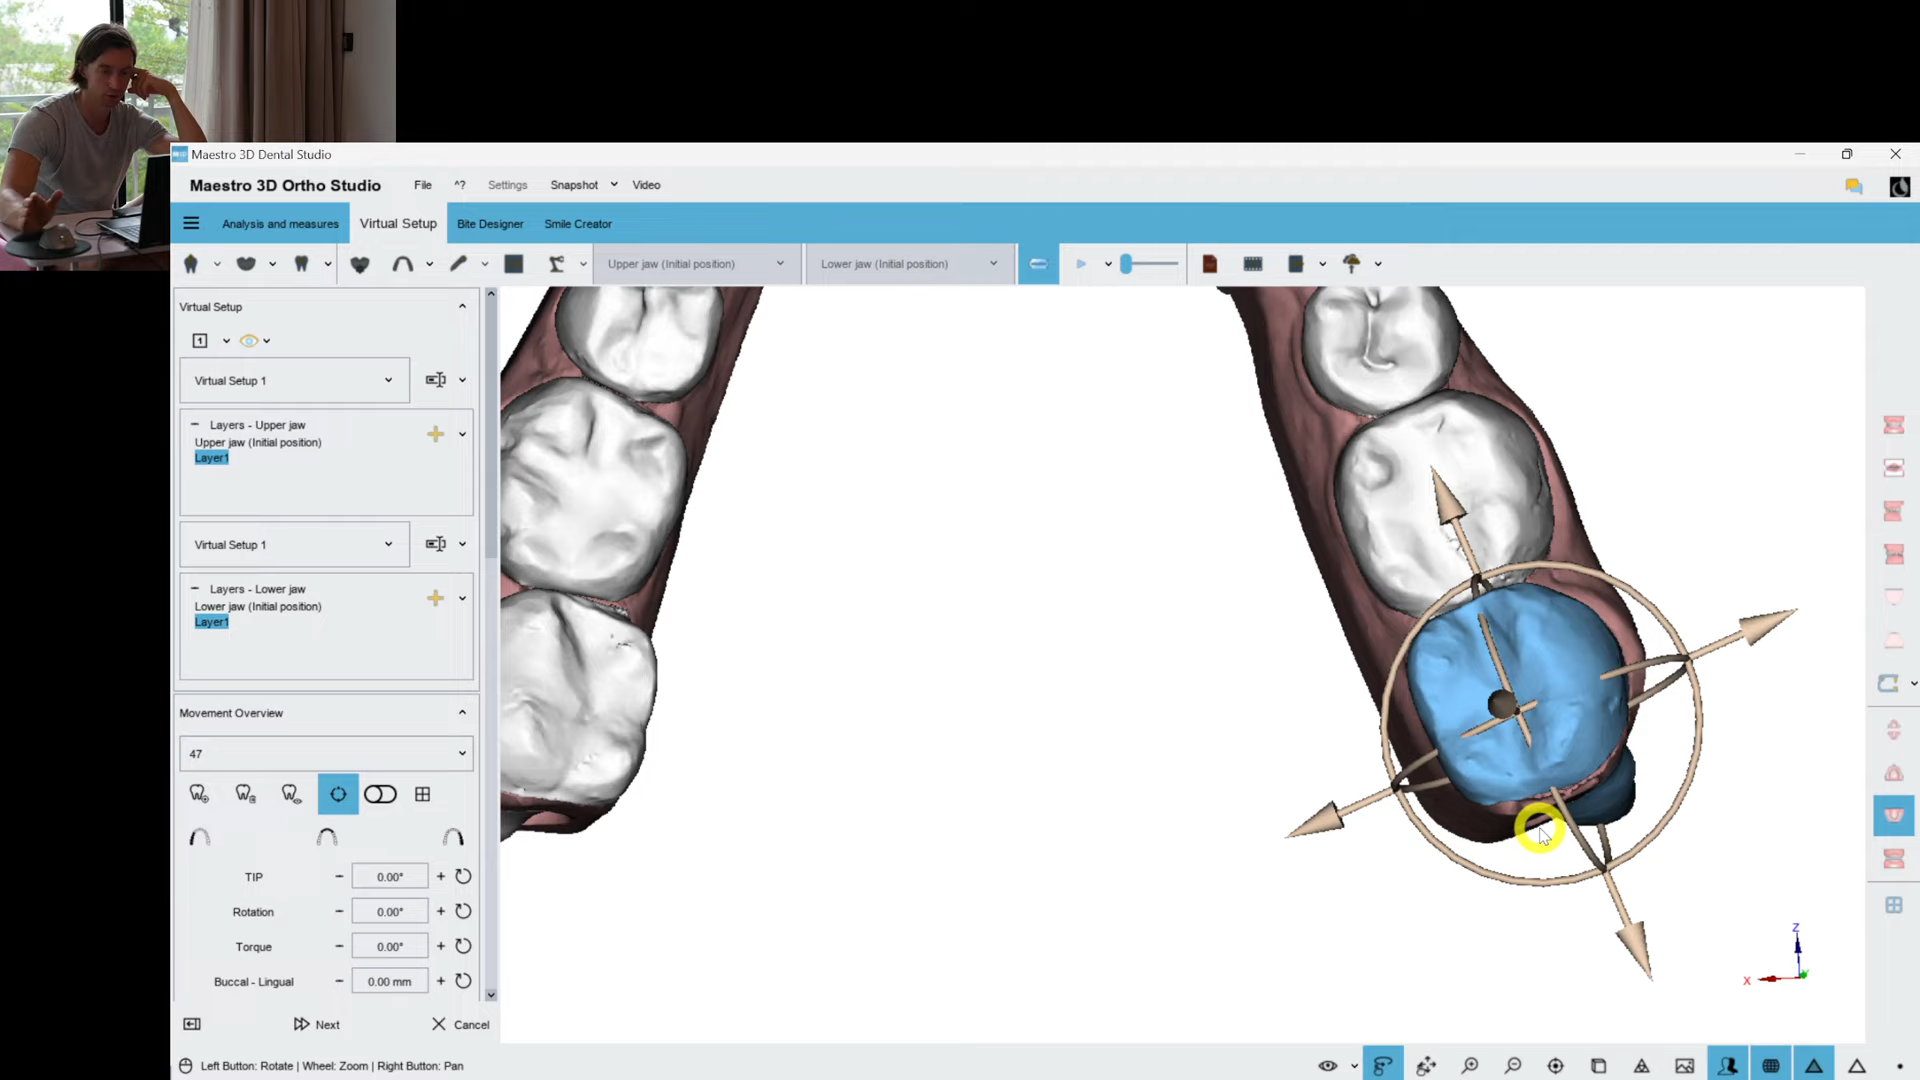 Maestro 3D Dental Studio
Maestro 3D Ortho Studio File ^? Settings Snapshot Video
Analysis and measures Virtual Setup Bite Designer Smile Creator
Upper jaw (Initial position) Lower jaw (Initial position)
Virtual Setup
1
Virtual Setup 1
Layers - Upper jaw
Upper jaw (Initial position)
Layer1
Virtual Setup 1
Layers - Lower jaw
Lower jaw (Initial position)
Layer1
Movement Overview
47
TIP 0.00°
Rotation 0.00°
Torque 0.00°
Buccal - Lingual 0.00 mm
Next Cancel
Left Button: Rotate | Wheel: Zoom | Right Button: Pan
Z
X